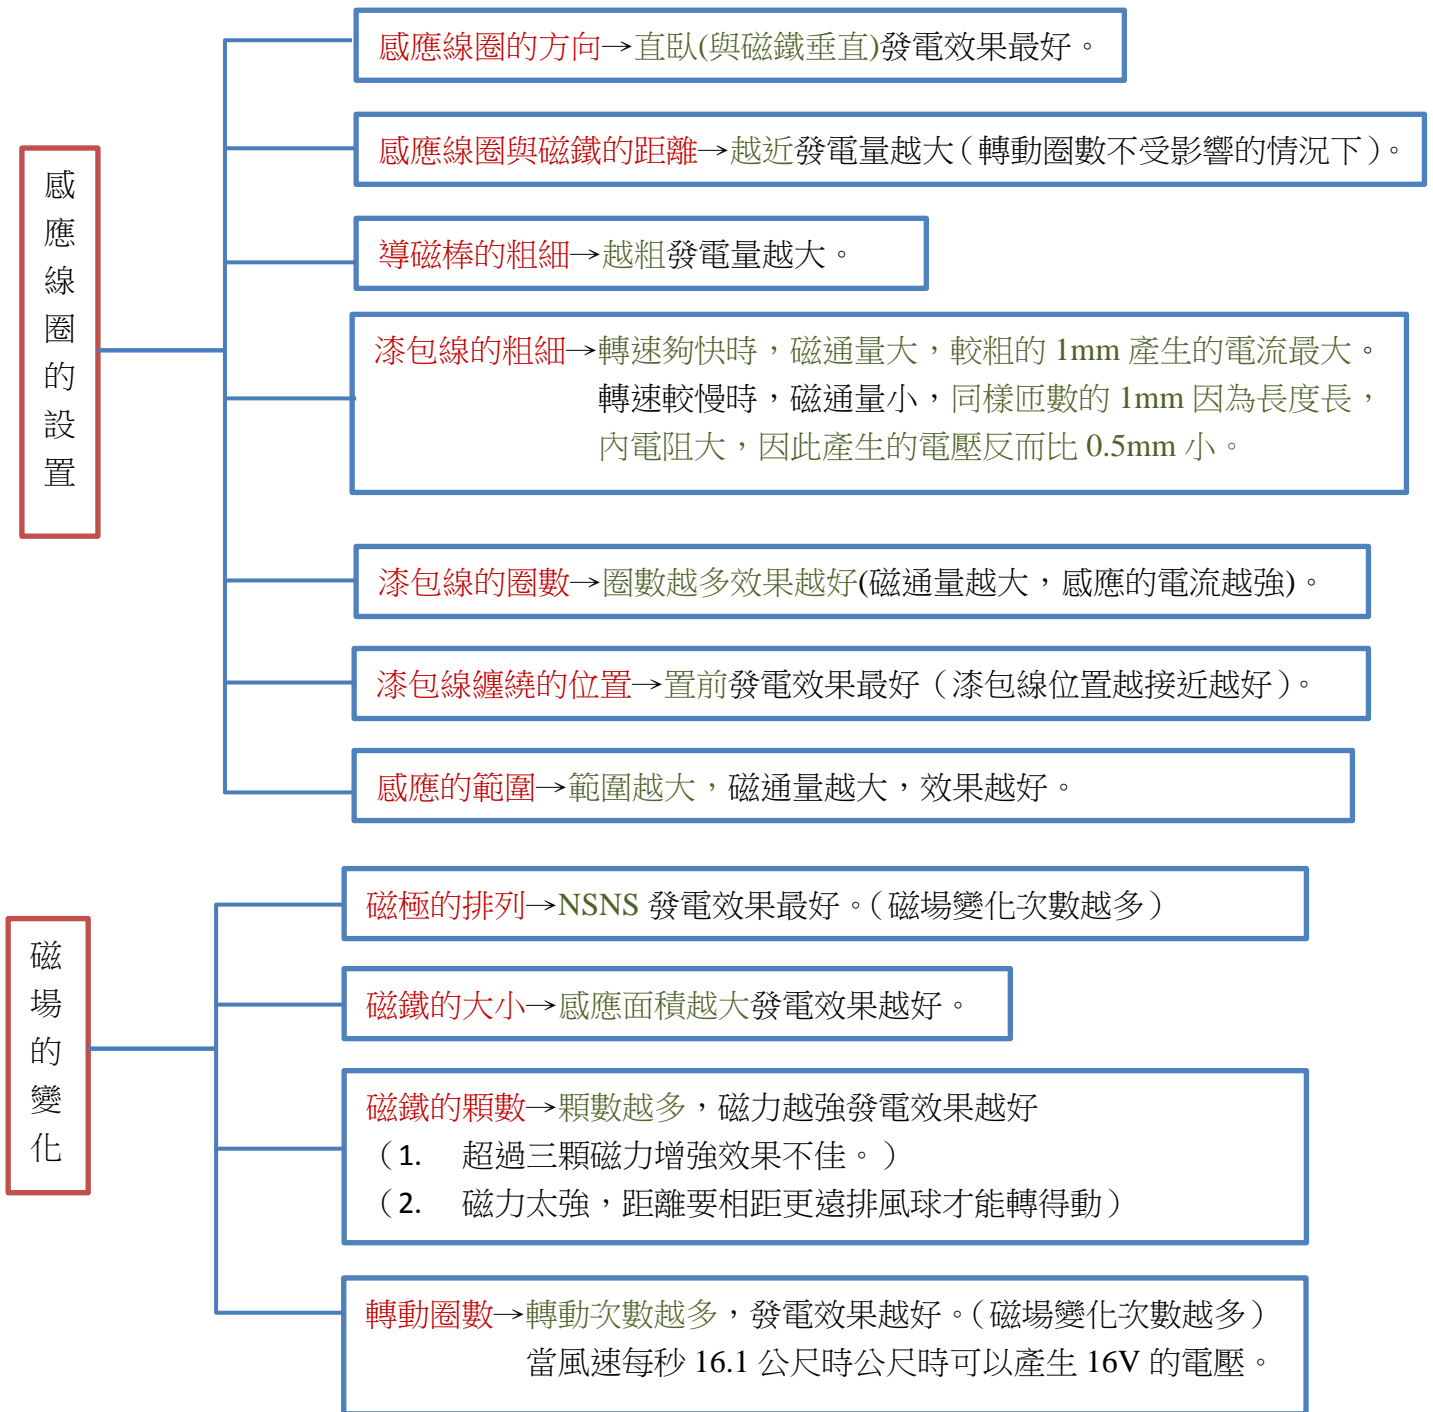 感應線圈的設置
感應線圈的方向→直臥(與磁鐵垂直)發電效果最好。
感應線圈與磁鐵的距離→越近發電量越大（轉動圈數不受影響的情況下）。
導磁棒的粗細→越粗發電量越大。
漆包線的粗細→轉速夠快時，磁通量大，較粗的 1mm 產生的電流最大。
轉速較慢時，磁通量小，同樣匝數的 1mm 因為長度長，
內電阻大，因此產生的電壓反而比 0.5mm 小。
漆包線的圈數→圈數越多效果越好(磁通量越大，感應的電流越強)。
漆包線纏繞的位置→置前發電效果最好（漆包線位置越接近越好）。
感應的範圍→範圍越大，磁通量越大，效果越好。
磁場的變化
磁極的排列→NSNS 發電效果最好。（磁場變化次數越多）
磁鐵的大小→感應面積越大發電效果越好。
磁鐵的顆數→顆數越多，磁力越強發電效果越好
（1. 超過三顆磁力增強效果不佳。）
（2. 磁力太強，距離要相距更遠排風球才能轉得動）
轉動圈數→轉動次數越多，發電效果越好。（磁場變化次數越多）
當風速每秒 16.1 公尺時公尺時可以產生 16V 的電壓。